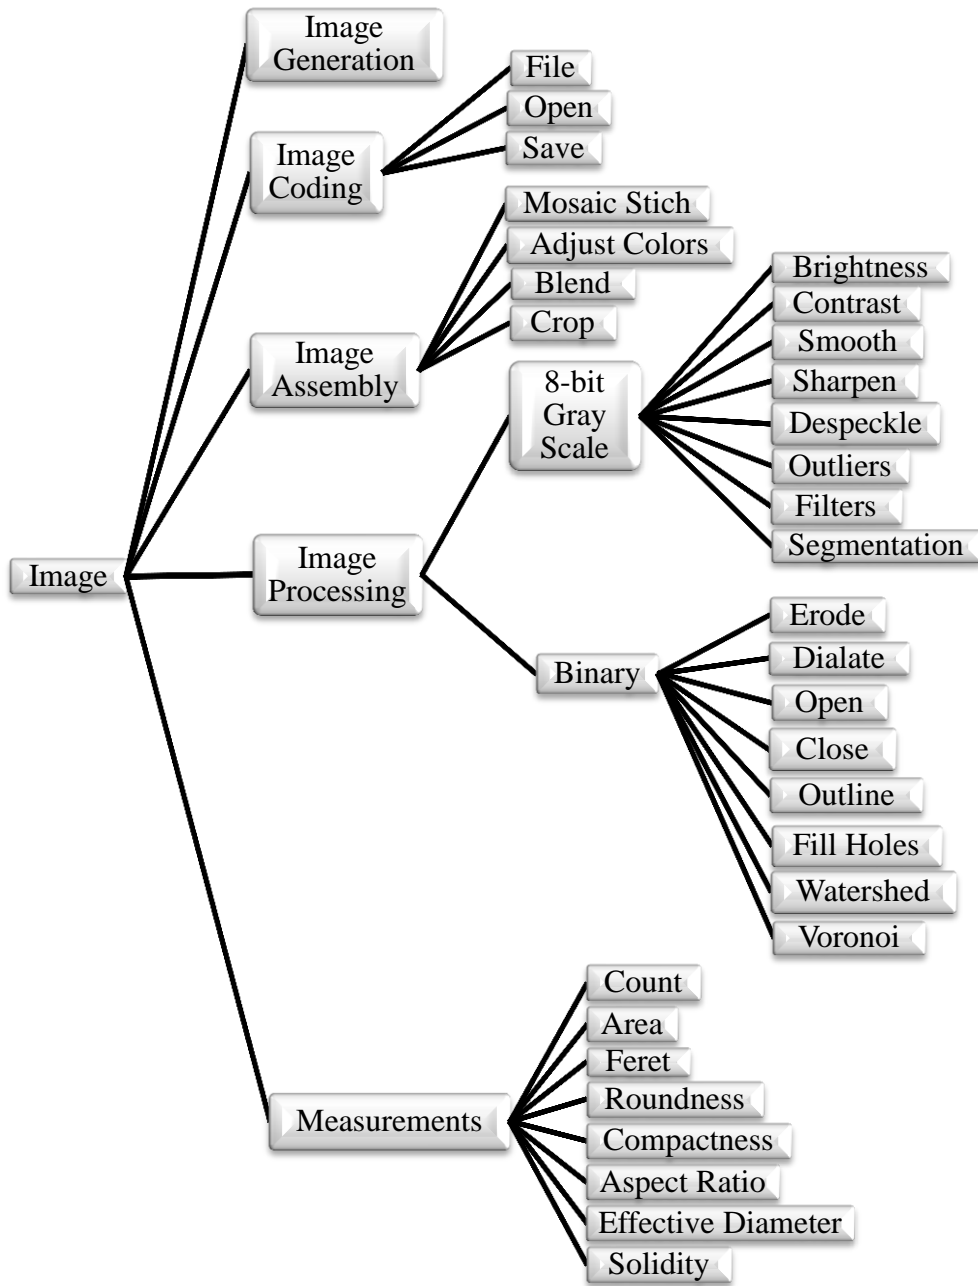 Image
Generation
File
Open
Save
Image
Coding
Mosaic Stich
Adjust Colors
Blend
Crop
Image
Assembly
8-bit
Gray
Scale
Brightness
Contrast
Smooth
Sharpen
Despeckle
Outliers
Filters
Segmentation
Image
Image
Processing
Binary
Erode
Dialate
Open
Close
Outline
Fill Holes
Watershed
Voronoi
Measurements
Count
Area
Feret
Roundness
Compactness
Aspect Ratio
Effective Diameter
Solidity